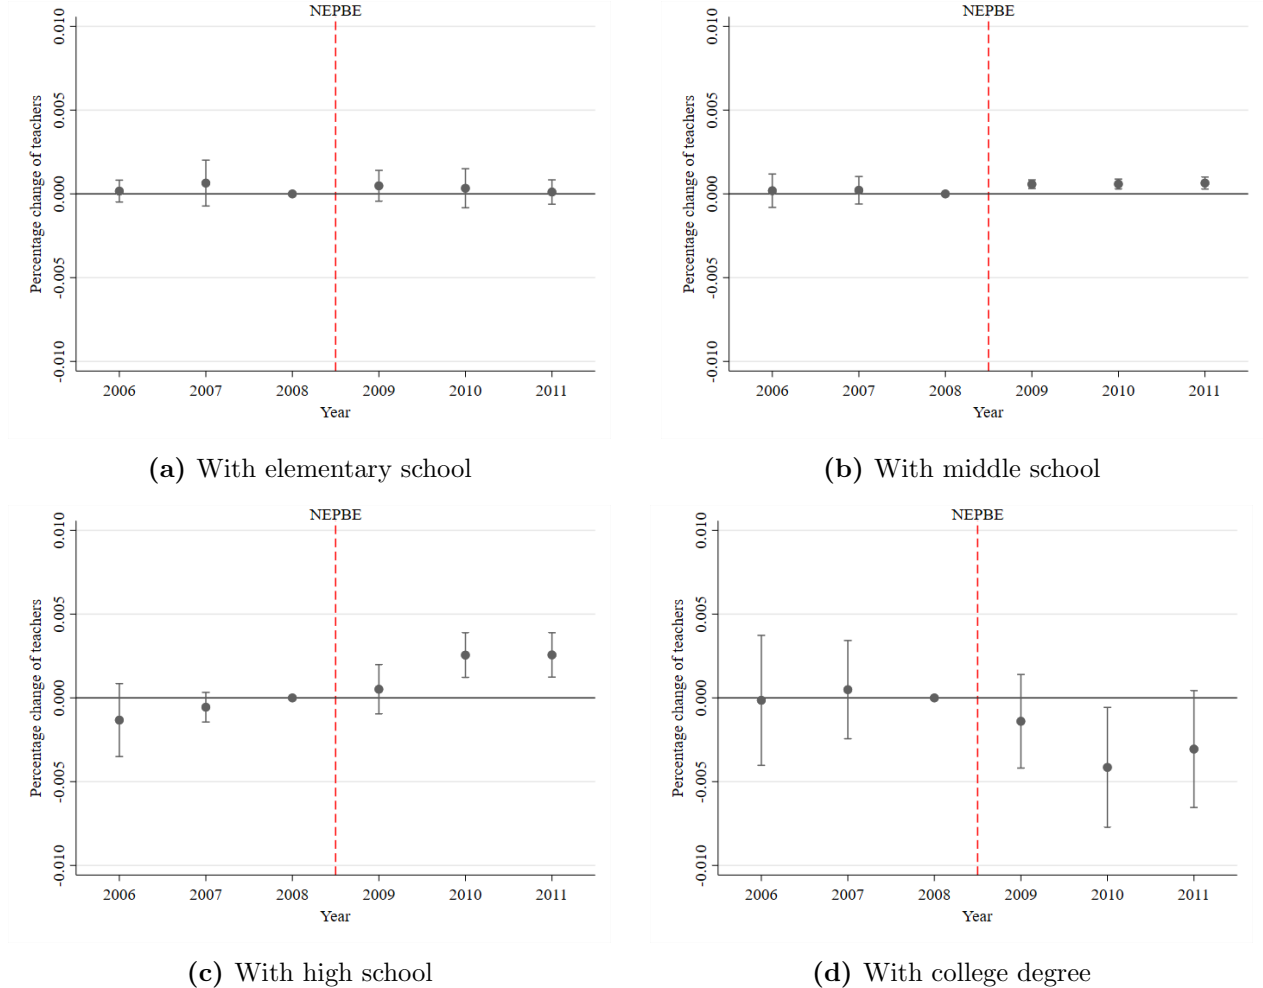 NEPBE
Percentage change of teachers
0.010
0.005
0.000
-0.005
-0.010
2006 2007 2008 2009 2010 2011
Year
(a) With elementary school
NEPBE
Percentage change of teachers
0.010
0.005
0.000
-0.005
-0.010
2006 2007 2008 2009 2010 2011
Year
(b) With middle school
NEPBE
Percentage change of teachers
0.010
0.005
0.000
-0.005
-0.010
2006 2007 2008 2009 2010 2011
Year
(c) With high school
NEPBE
Percentage change of teachers
0.010
0.005
0.000
-0.005
-0.010
2006 2007 2008 2009 2010 2011
Year
(d) With college degree